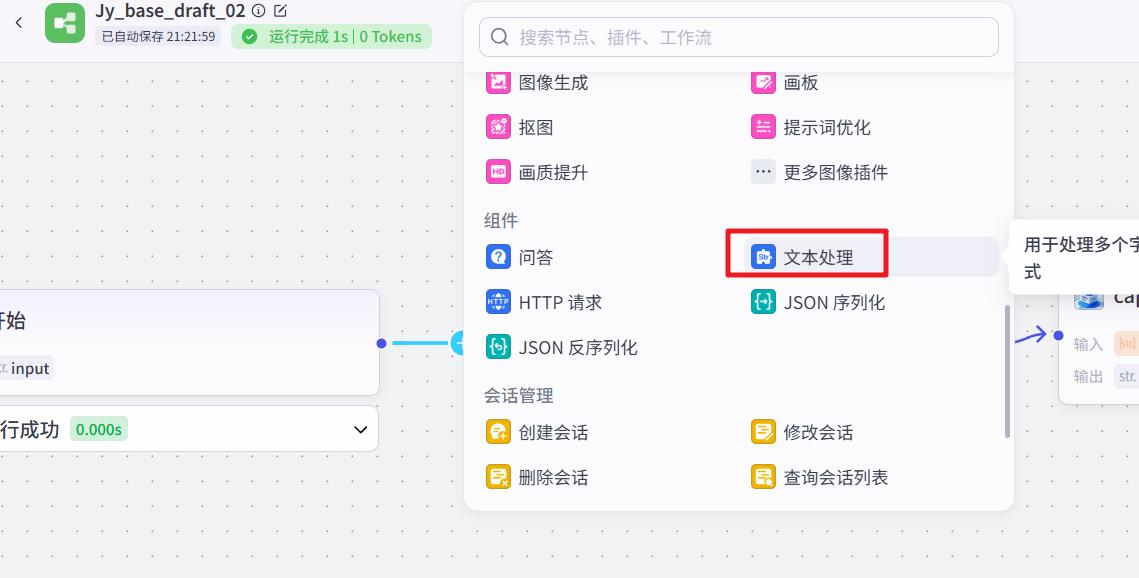 Jy_base_draft_02
已自动保存 21:21:59
运行完成 1s | 0 Tokens
搜索节点、插件、工作流
图像生成
画板
抠图
提示词优化
HD
画质提升
更多图像插件
组件
问答
Str
文本处理
HTTP
HTTP 请求
JSON 序列化
JSON 反序列化
会话管理
创建会话
修改会话
删除会话
查询会话列表
用于处理多个字
式
开始
str. input
行成功
0.000s
cap
输入
[str]
输出
str.